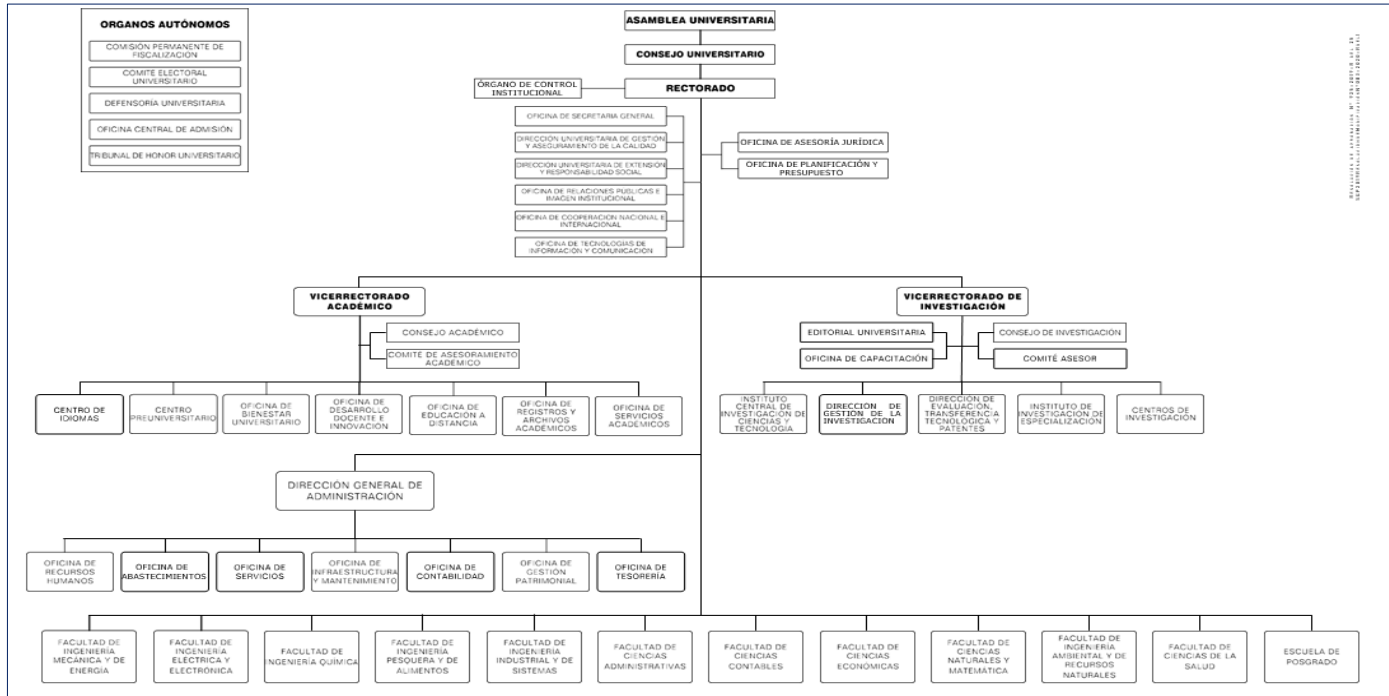 ORGANOS AUTÓNOMOS
COMISIÓN PERMANENTE DE
FISCALIZACIÓN
COMITÉ ELECTORAL
UNIVERSITARIO
DEFENSORIA UNIVERSITARIA
OFICINA CENTRAL DE ADMISIÓN
TRIBUNAL DE HONOR UNIVERSITARIO
ASAMBLEA UNIVERSITARIA
CONSEJO UNIVERSITARIO
RECTORADO
ÓRGANO DE CONTROL
INSTITUCIONAL
OFICINA DE SECRETARIA GENERAL
DIRECCIÓN UNIVERSITARIA DE GESTIÓN
Y ASEGURAMIENTO DE LA CALIDAD
DIRECCION UNIVERSITARIA DE EXTENSION
Y RESPONSABILIDAD SOCIAL
OFICINA DE RELACIONES PÚBLICAS E
IMAGEN INSTITUCIONAL
OFICINA DE COOPERACION NACIONAL E
INTERNACIONAL
OFICINA DE TECNOLOGÍAS DE
INFORMACIÓN Y COMUNICACIÓN
OFICINA DE ASESORÍA JURÍDICA
OFICINA DE PLANIFICACIÓN Y
PRESUPUESTO
VICERRECTORADO
ACADÉMICO
CONSEJO ACADÉMICO
COMITÉ DE ASESORAMIENTO
ACADÉMICO
CENTRO DE
IDIOMAS
CENTRO
PREUNIVERSITARIO
OFICINA DE
BIENESTAR
UNIVERSITARIO
OFICINA DE
DESARROLLO
DOCENTE E
INNOVACIÓN
OFICINA DE
EDUCACIÓN A
DISTANCIA
OFICINA DE
REGISTROS Y
ARCHIVOS
ACADÉMICOS
OFICINA DE
SERVICIOS
ACADÉMICOS
VICERRECTORADO DE
INVESTIGACIÓN
EDITORIAL UNIVERSITARIA
CONSEJO DE INVESTIGACIÓN
OFICINA DE CAPACITACIÓN
COMITÉ ASESOR
INSTITUTO
CENTRAL DE
INVESTIGACION DE
CIENCIAS Y
TECNOLOGIA
DIRECCIÓN DE
GESTIÓN DE LA
INVESTIGACION
DIRECCIÓN DE
EVALUACIÓN,
TRANSFERENCIA
TECNOLÓGICA Y
PATENTES
INSTITUTO DE
INVESTIGACION DE
ESPECIALIZACIÓN
CENTROS DE
INVESTIGACIÓN
DIRECCIÓN GENERAL DE
ADMINISTRACIÓN
OFICINA DE
RECURSOS
HUMANOS
OFICINA DE
ABASTECIMIENTOS
OFICINA DE
SERVICIOS
OFICINA DE
INFRAESTRUCTURA
Y MANTENIMIENTO
OFICINA DE
CONTABILIDAD
OFICINA DE
GESTIÓN
PATRIMONIAL
OFICINA DE
TESORERÍA
FACULTAD DE
INGENIERÍA
MECÁNICA Y DE
ENERGÍA
FACULTAD DE
INGENIERÍA
ELÉCTRICA Y
ELECTRÓNICA
FACULTAD DE
INGENIERÍA QUÍMICA
FACULTAD DE
INGENIERÍA
PESQUERA Y DE
ALIMENTOS
FACULTAD DE
INGENIERÍA
INDUSTRIAL Y DE
SISTEMAS
FACULTAD DE
CIENCIAS
ADMINISTRATIVAS
FACULTAD DE
CIENCIAS
CONTABLES
FACULTAD DE
CIENCIAS
ECONÓMICAS
FACULTAD DE
CIENCIAS
NATURALES Y
MATEMÁTICA
FACULTAD DE
INGENIERÍA
AMBIENTAL Y DE
RECURSOS
NATURALES
FACULTAD DE
CIENCIAS DE LA
SALUD
ESCUELA DE
POSGRADO